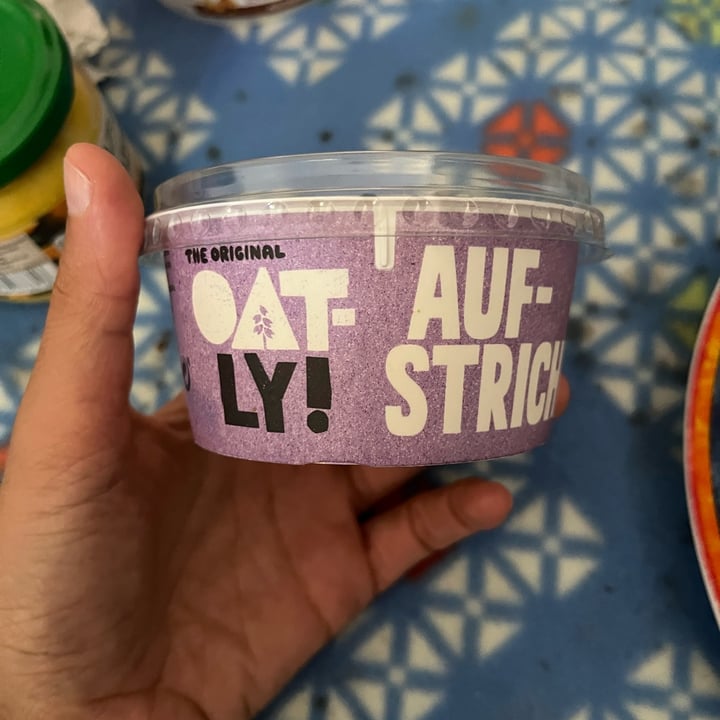 THE ORIGINAL
OAT-
LY!
AUF-
STRICH